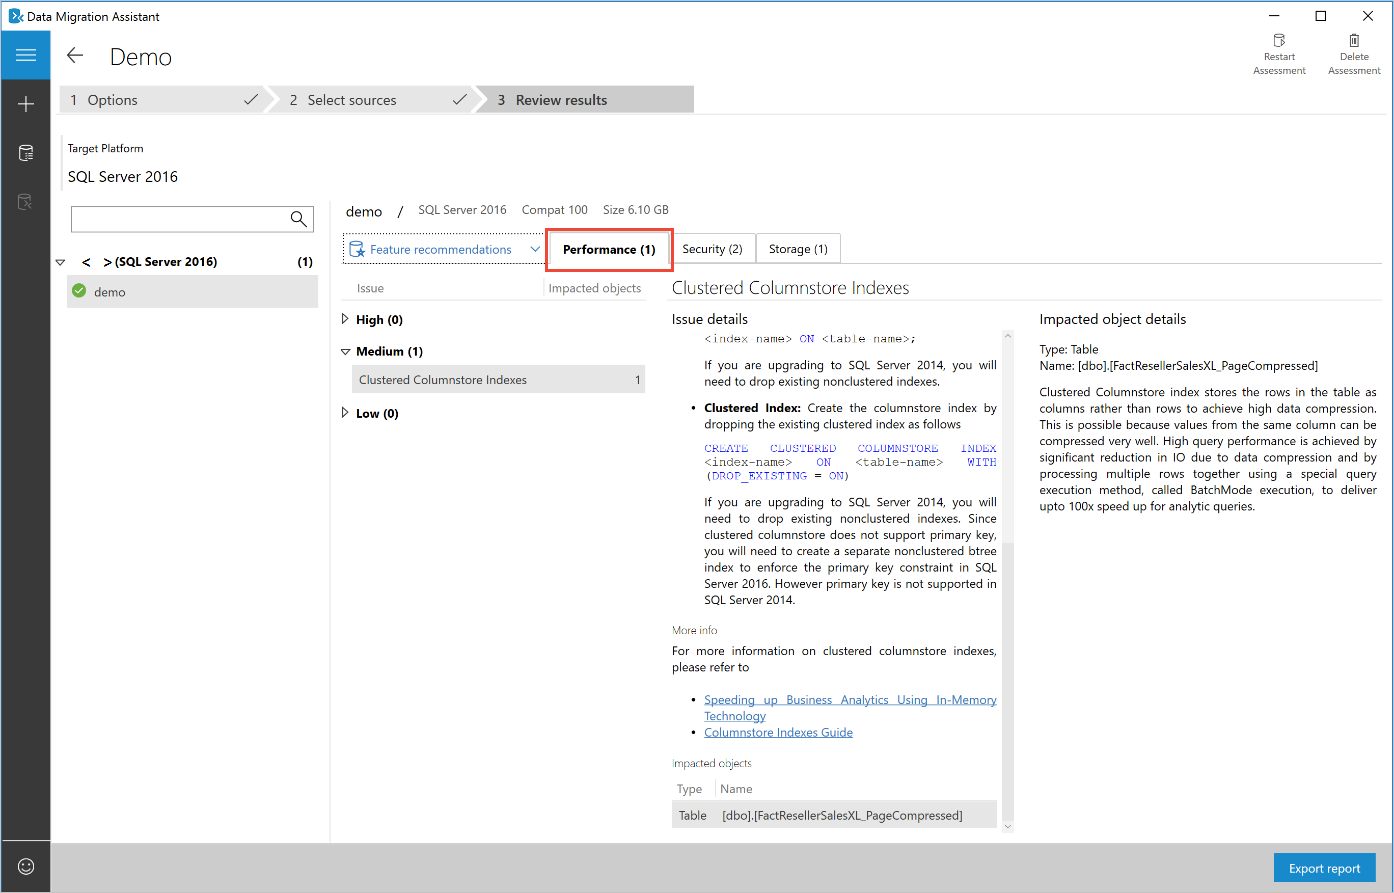 Data Migration Assistant
Demo
Restart
Assessment
Delete
Assessment
1 Options
2 Select sources
3 Review results
Target Platform
SQL Server 2016
demo / SQL Server 2016 Compat 100 Size 6.10 GB
Feature recommendations
Performance (1)
Security (2)
Storage (1)
< > (SQL Server 2016) (1)
demo
Issue Impacted objects
High (0)
Medium (1)
Clustered Columnstore Indexes 1
Low (0)
Clustered Columnstore Indexes
Issue details
<index-name> ON <table name>;
If you are upgrading to SQL Server 2014, you will
need to drop existing nonclustered indexes.
• Clustered Index: Create the columnstore index by
dropping the existing clustered index as follows
CREATE CLUSTERED COLUMNSTORE INDEX
<index-name> ON <table-name> WITH
(DROP_EXISTING = ON)
If you are upgrading to SQL Server 2014, you will
need to drop existing nonclustered indexes. Since
clustered columnstore does not support primary key,
you will need to create a separate nonclustered btree
index to enforce the primary key constraint in SQL
Server 2016. However primary key is not supported in
SQL Server 2014.
More info
For more information on clustered columnstore indexes,
please refer to
• Speeding up Business Analytics Using In-Memory
Technology
• Columnstore Indexes Guide
Impacted objects
Type Name
Table [dbo].[FactResellerSalesXL_PageCompressed]
Impacted object details
Type: Table
Name: [dbo].[FactResellerSalesXL_PageCompressed]
Clustered Columnstore index stores the rows in the table as
columns rather than rows to achieve high data compression.
This is possible because values from the same column can be
compressed very well. High query performance is achieved by
significant reduction in IO due to data compression and by
processing multiple rows together using a special query
execution method, called BatchMode execution, to deliver
upto 100x speed up for analytic queries.
Export report